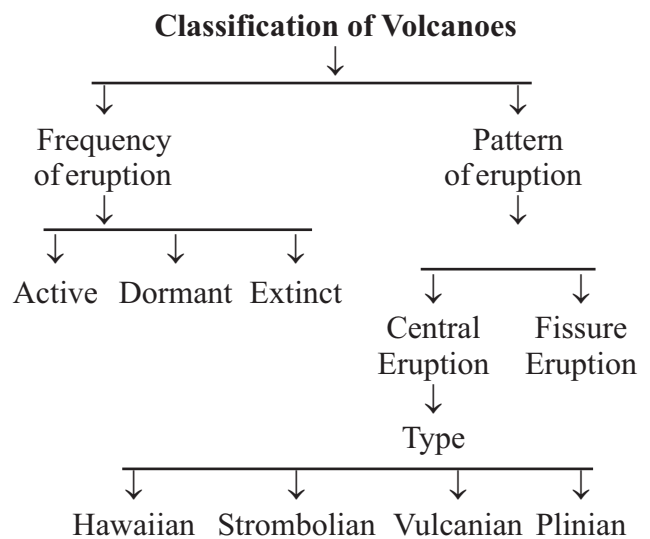 Classification of Volcanoes
Frequency
of eruption
Pattern
of eruption
Active Dormant Extinct
Central
Eruption
Fissure
Eruption
Type
Hawaiian Strombolian Vulcanian Plinian